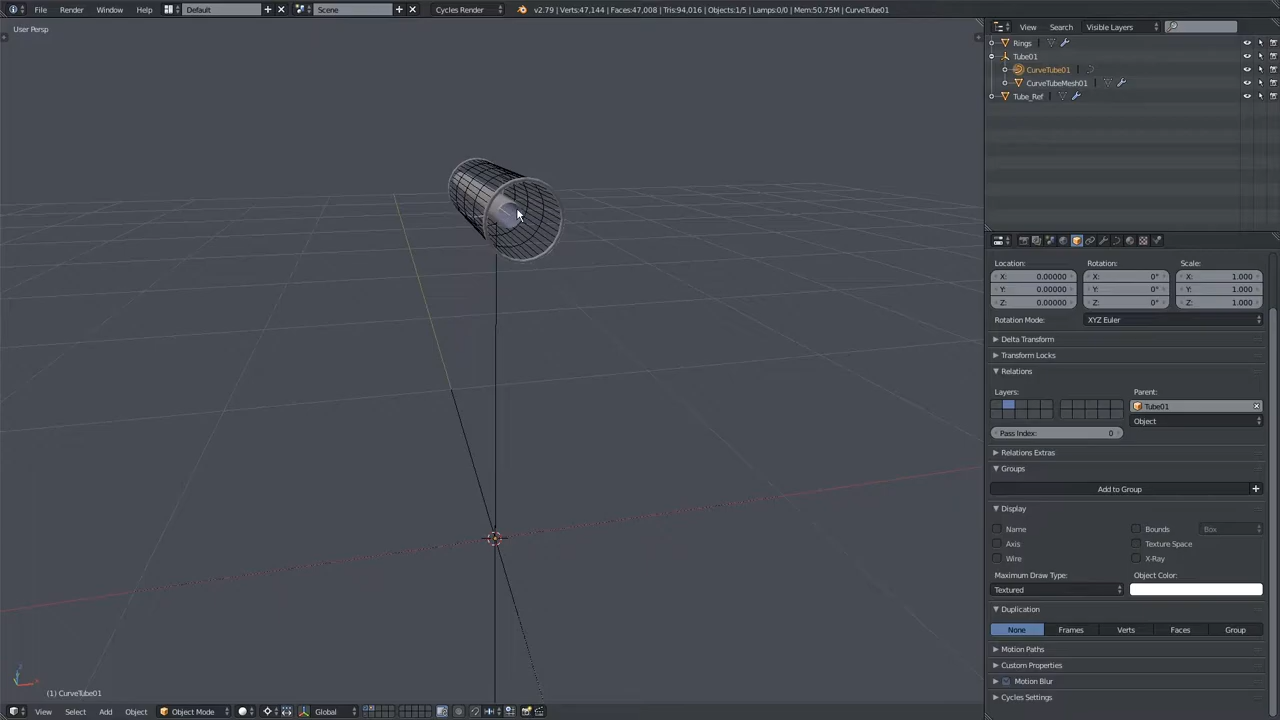 File Render Window Help Default Scene Cycles Render v2.79 | Verts:47,144 | Faces:47,008 | Tris:94,016 | Objects:1/5 | Lamps:0/0 | Mem:50.75M | CurveTube01
User Persp
View Search Visible Layers
Rings
Tube01
CurveTube01
CurveTubeMesh01
Tube_Ref
Location: Rotation: Scale:
X: 0.00000 X: 0° X: 1.000
Y: 0.00000 Y: 0° Y: 1.000
Z: 0.00000 Z: 0° Z: 1.000
Rotation Mode: XYZ Euler
Delta Transform
Transform Locks
Relations
Layers: Parent:
Tube01
Object
Pass Index: 0
Relations Extras
Groups
Add to Group
Display
Name Bounds Box
Axis Texture Space
Wire X-Ray
Maximum Draw Type: Object Color:
Textured
Duplication
None Frames Verts Faces Group
Motion Paths
Custom Properties
Motion Blur
Cycles Settings
(1) CurveTube01
View Select Add Object Object Mode Global